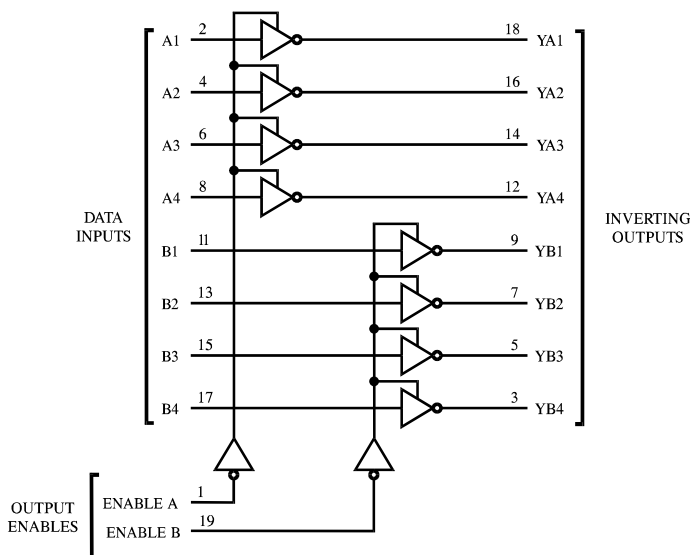 A1 2 18 YA1
A2 4 16 YA2
A3 6 14 YA3
A4 8 12 YA4
DATA
INPUTS
INVERTING
OUTPUTS
B1 11 9 YB1
B2 13 7 YB2
B3 15 5 YB3
B4 17 3 YB4
OUTPUT
ENABLES
ENABLE A 1
ENABLE B 19